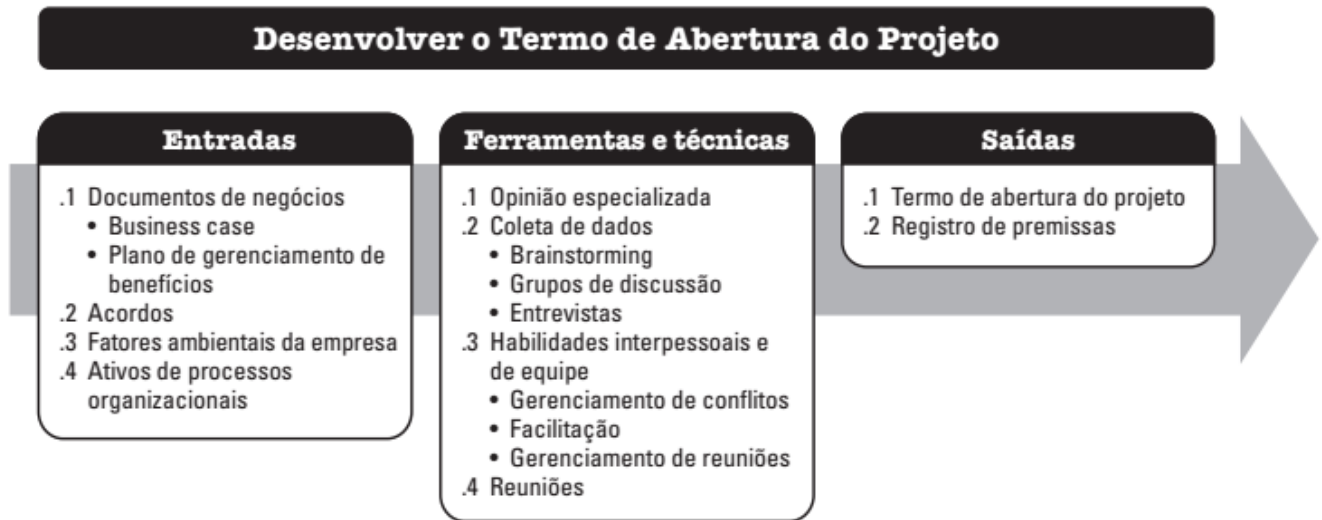 Desenvolver o Termo de Abertura do Projeto
Entradas
.1 Documentos de negócios
• Business case
• Plano de gerenciamento de
benefícios
.2 Acordos
.3 Fatores ambientais da empresa
.4 Ativos de processos
organizacionais
Ferramentas e técnicas
.1 Opinião especializada
.2 Coleta de dados
• Brainstorming
• Grupos de discussão
• Entrevistas
.3 Habilidades interpessoais e
de equipe
• Gerenciamento de conflitos
• Facilitação
• Gerenciamento de reuniões
.4 Reuniões
Saídas
.1 Termo de abertura do projeto
.2 Registro de premissas